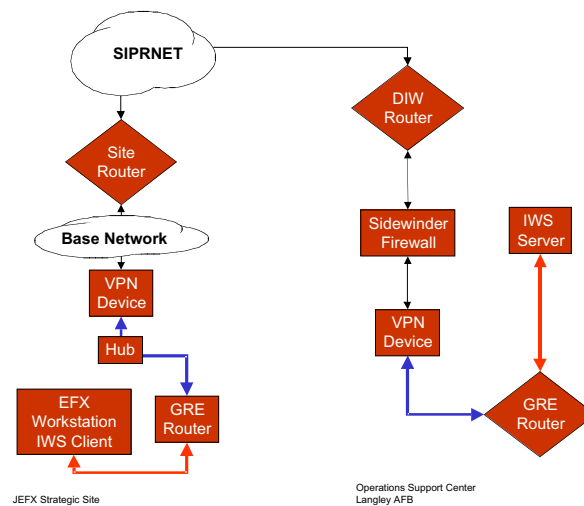 SIPRNET
DIW
Router
Site
Router
Sidewinder
Firewall
IWS
Server
Base Network
VPN
Device
VPN
Device
Hub
EFX
Workstation
IWS Client
GRE
Router
GRE
Router
JEFX Strategic Site
Operations Support Center
Langley AFB